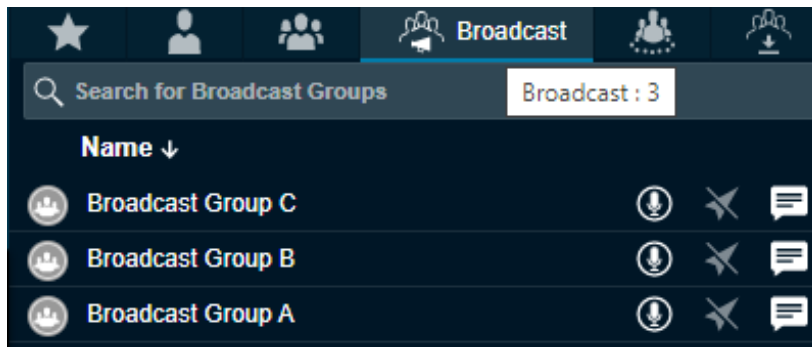 Broadcast
Search for Broadcast Groups
Broadcast : 3
Name ↓
Broadcast Group C
Broadcast Group B
Broadcast Group A